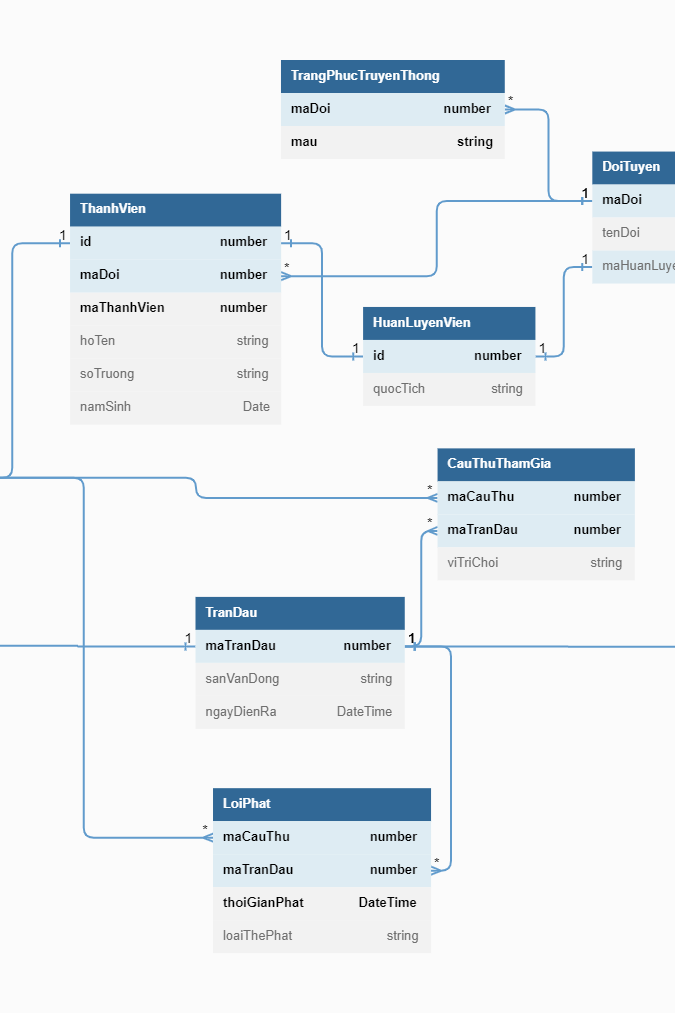 TrangPhucTruyenThong
maDoi number *
mau string
DoiTuyen
1 maDoi
tenDoi
1
ThanhVien
1 id number 1
maDoi number *
maThanhVien number
hoTen string
soTruong string
namSinh Date
HuanLuyenVien
1 id number 1
quocTich string
CauThuThamGia
* maCauThu number
* maTranDau number
viTriChoi string
TranDau
1 maTranDau number 1
sanVanDong string
ngayDienRa DateTime
LoiPhat
* maCauThu number
maTranDau number *
thoiGianPhat DateTime
loaiThePhat string